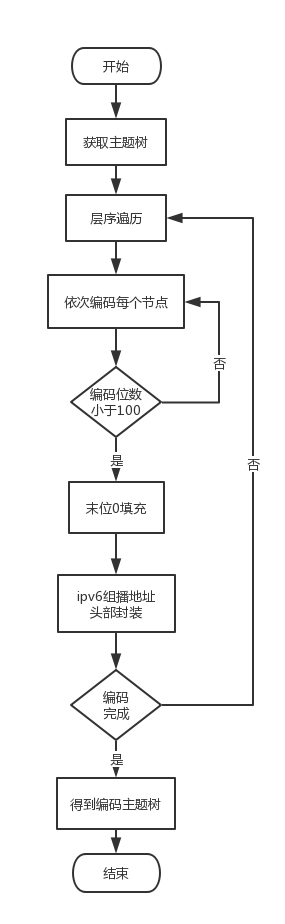 开始
获取主题树
层序遍历
依次编码每个节点
否
编码位数
小于100
是
否
末位0填充
ipv6组播地址
头部封装
编码
完成
是
得到编码主题树
结束